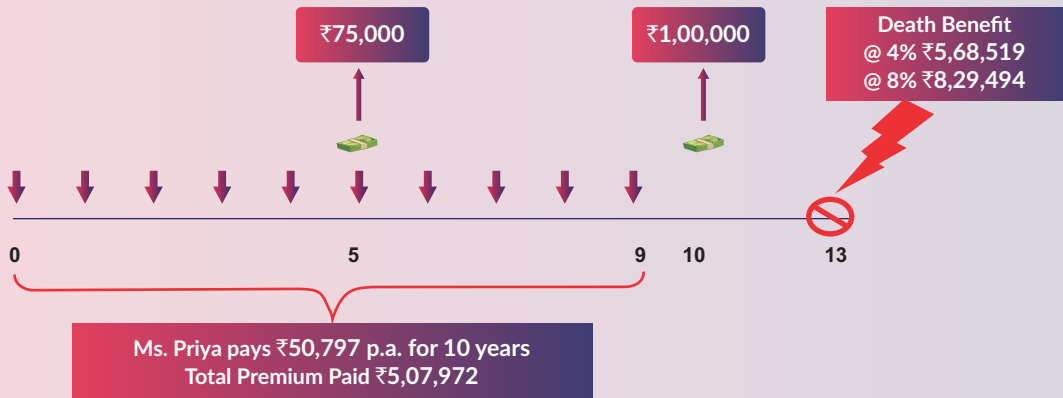 ₹75,000
₹1,00,000
Death Benefit
@ 4% ₹5,68,519
@ 8% ₹8,29,494
0
5
9
10
13
Ms. Priya pays ₹50,797 p.a. for 10 years
Total Premium Paid ₹5,07,972